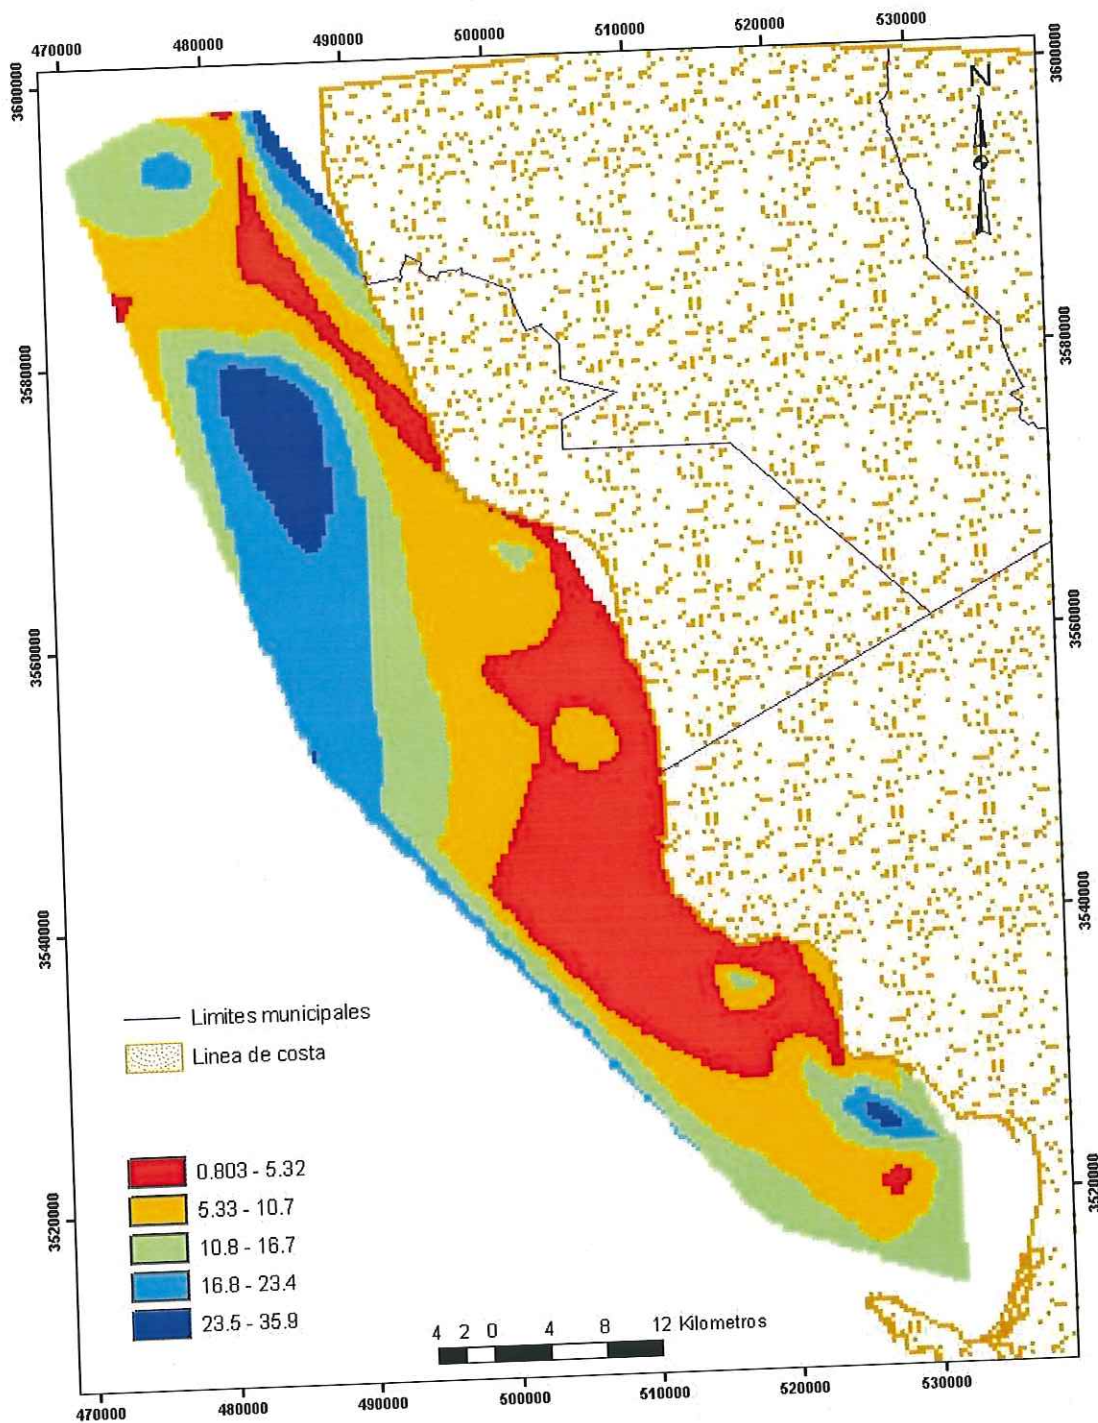 470000 480000 490000 500000 510000 520000 530000
N
3600000 3600000
3580000 3580000
3560000 3560000
3540000 3540000
3520000 3520000
Limites municipales
Linea de costa
0.803 - 5.32
5.33 - 10.7
10.8 - 16.7
16.8 - 23.4
23.5 - 35.9
4 2 0 4 8 12 Kilometros
470000 480000 490000 500000 510000 520000 530000